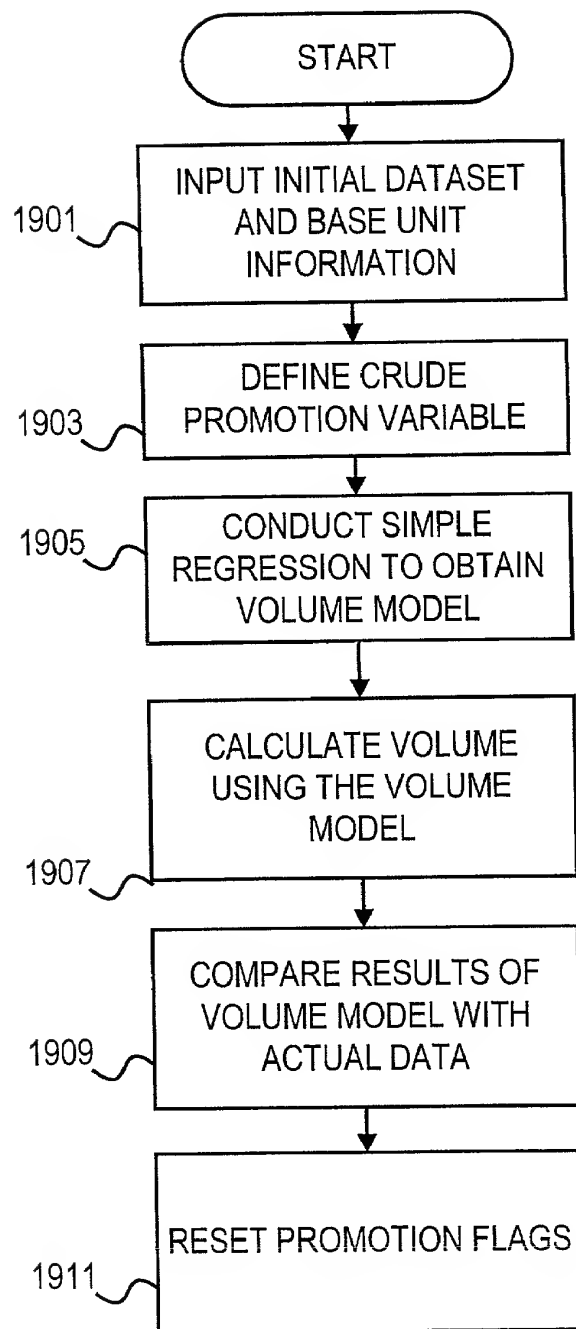 START
1901
INPUT INITIAL DATASET
AND BASE UNIT
INFORMATION
1903
DEFINE CRUDE
PROMOTION VARIABLE
1905
CONDUCT SIMPLE
REGRESSION TO OBTAIN
VOLUME MODEL
1907
CALCULATE VOLUME
USING THE VOLUME
MODEL
1909
COMPARE RESULTS OF
VOLUME MODEL WITH
ACTUAL DATA
1911
RESET PROMOTION FLAGS